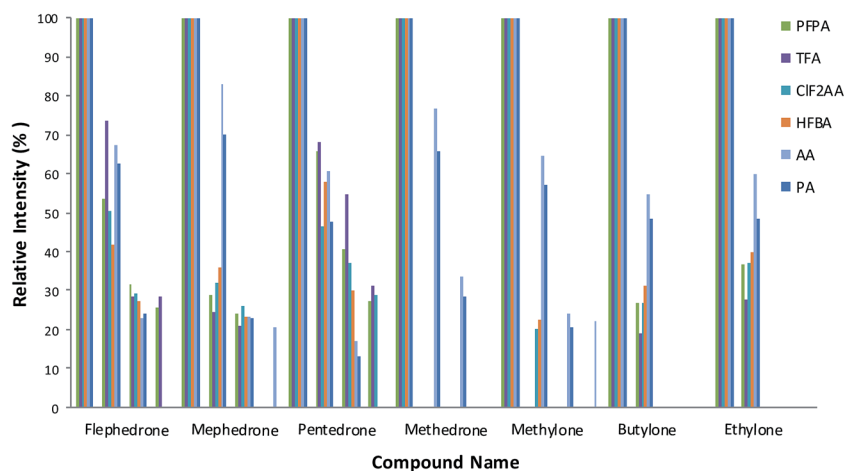 100
90
80
70
60
50
40
30
20
10
0
Relative Intensity (%)
Flephedrone Mephedrone Pentedrone Methedrone Methylone Butylone Ethylone
Compound Name
PFPA
TFA
ClF2AA
HFBA
AA
PA